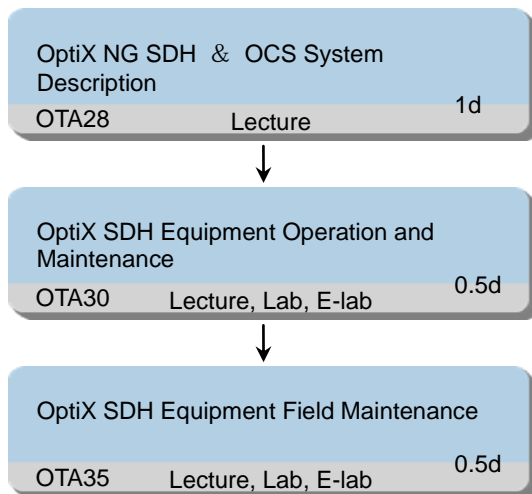 OptiX NG SDH & OCS System
Description
1d
OTA28 Lecture
OptiX SDH Equipment Operation and
Maintenance
0.5d
OTA30 Lecture, Lab, E-lab
OptiX SDH Equipment Field Maintenance
0.5d
OTA35 Lecture, Lab, E-lab